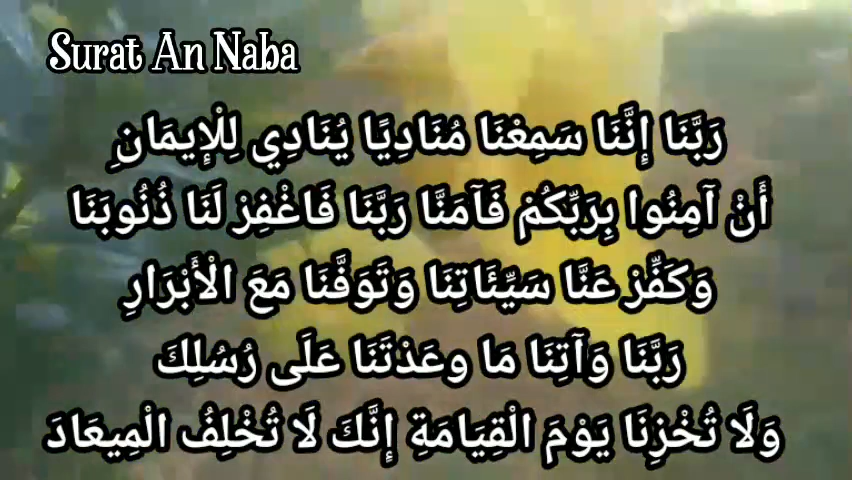 Surat An Naba
رَبَّنَا إِنَّنَا سَمِعْنَا مُنَادِيًا يُنَادِي لِلْإِيمَانِ
أَنْ آمِنُوا بِرَبِّكُمْ فَآمَنَّا رَبَّنَا فَاغْفِرْ لَنَا ذُنُوبَنَا
وَكَفِّرْ عَنَّا سَيِّئَاتِنَا وَتَوَفَّنَا مَعَ الْأَبْرَارِ
رَبَّنَا وَآتِنَا مَا وعَدْتَنَا عَلَى رُسُلِكَ
وَلَا تُخْزِنَا يَوْمَ الْقِيَامَةِ إِنَّكَ لَا تُخْلِفُ الْمِيعَادَ